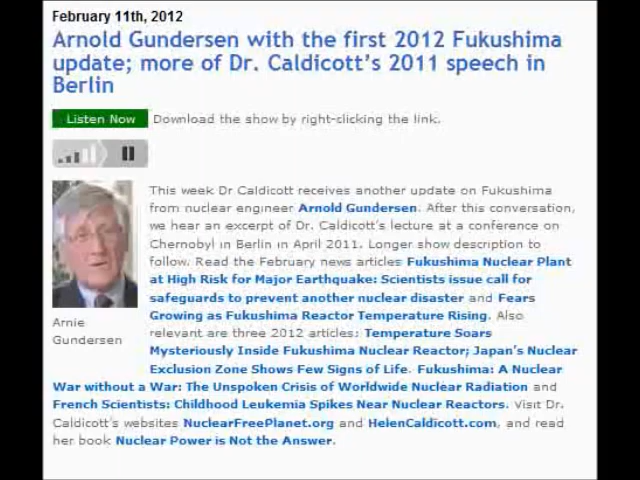 February 11th, 2012
Arnold Gundersen with the first 2012 Fukushima
update; more of Dr. Caldicott's 2011 speech in
Berlin
Listen Now Download the show by right-clicking the link.
This week Dr Caldicott receives another update on Fukushima
from nuclear engineer Arnold Gundersen. After this conversation,
we hear an excerpt of Dr. Caldicott's lecture at a conference on
Chernobyl in Berlin in April 2011. Longer show description to
follow. Read the February news articles Fukushima Nuclear Plant
at High Risk for Major Earthquake: Scientists issue call for
safeguards to prevent another nuclear disaster and Fears
Growing as Fukushima Reactor Temperature Rising. Also
relevant are three 2012 articles: Temperature Soars
Mysteriously Inside Fukushima Nuclear Reactor; Japan's Nuclear
Exclusion Zone Shows Few Signs of Life. Fukushima: A Nuclear
War without a War: The Unspoken Crisis of Worldwide Nuclear Radiation and
French Scientists: Childhood Leukemia Spikes Near Nuclear Reactors. Visit Dr.
Caldicott's websites NuclearFreePlanet.org and HelenCaldicott.com, and read
her book Nuclear Power is Not the Answer.
Arnie
Gundersen